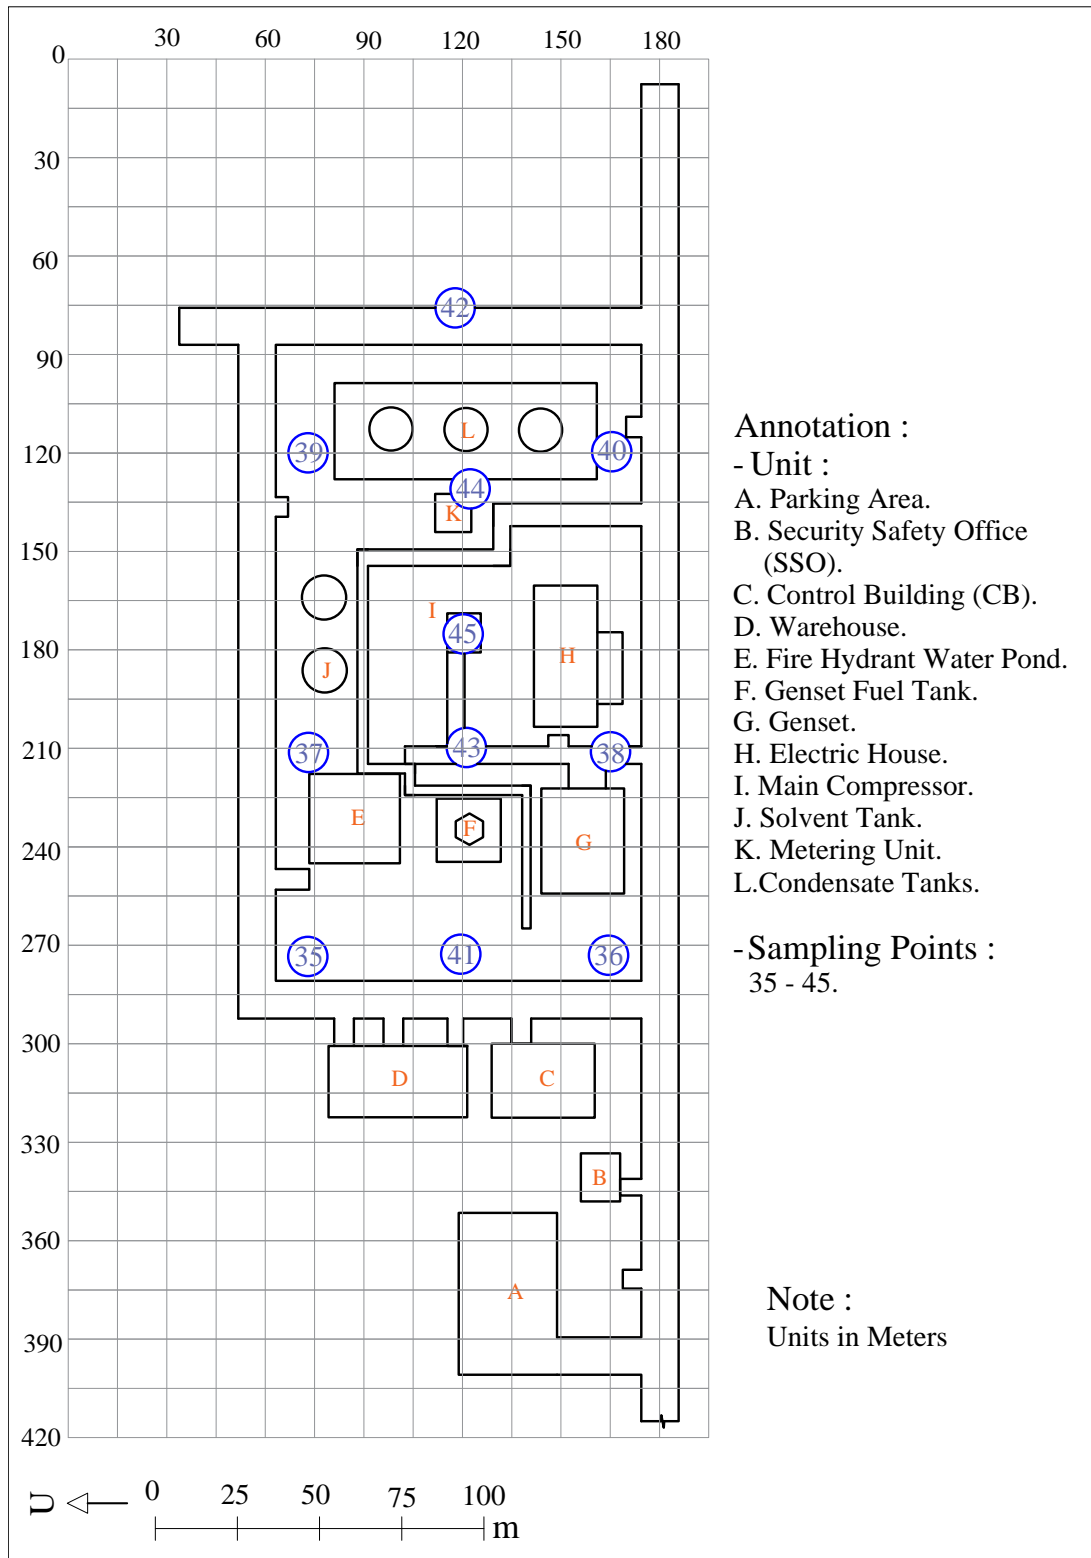 0 30 60 90 120 150 180
30
60
42
90
L
39 40
120
44
K
150
I
45
H
180
J
210
37 43 38
E F G
240
270
35 41 36
300
D C
330
B
360
A
390
420
Annotation :
- Unit :
A. Parking Area.
B. Security Safety Office
(SSO).
C. Control Building (CB).
D. Warehouse.
E. Fire Hydrant Water Pond.
F. Genset Fuel Tank.
G. Genset.
H. Electric House.
I. Main Compressor.
J. Solvent Tank.
K. Metering Unit.
L.Condensate Tanks.
- Sampling Points :
35 - 45.
Note :
Units in Meters
U 0 25 50 75 100
m